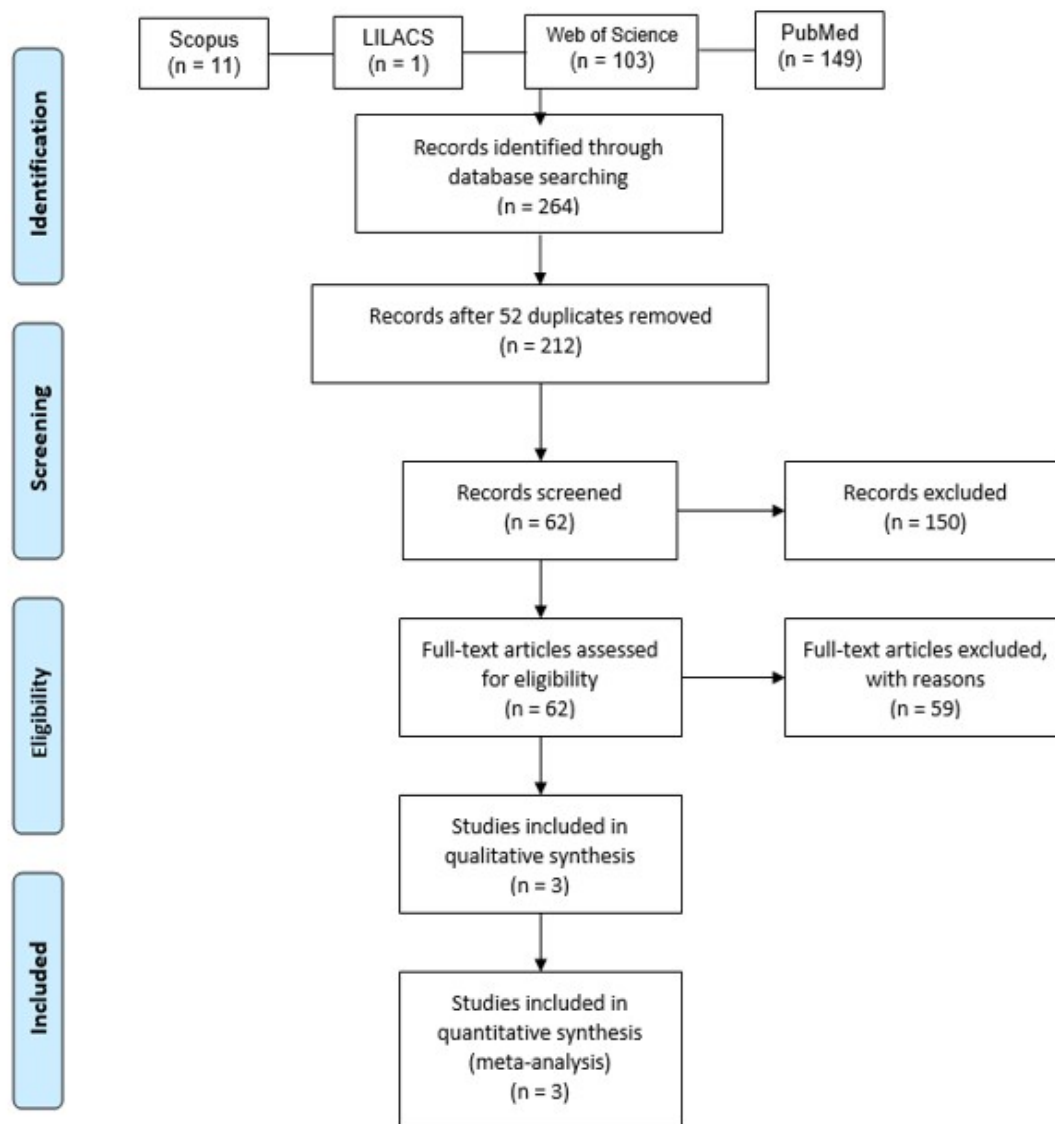 Scopus
(n = 11)
LILACS
(n = 1)
Web of Science
(n = 103)
PubMed
(n = 149)
Identification
Records identified through
database searching
(n = 264)
Records after 52 duplicates removed
(n = 212)
Screening
Records screened
(n = 62)
Records excluded
(n = 150)
Eligibility
Full-text articles assessed
for eligibility
(n = 62)
Full-text articles excluded,
with reasons
(n = 59)
Studies included in
qualitative synthesis
(n = 3)
Included
Studies included in
quantitative synthesis
(meta-analysis)
(n = 3)